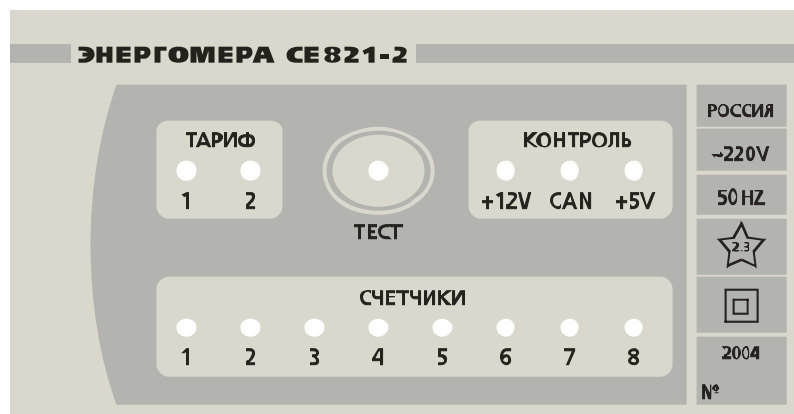 ЭНЕРГОМЕРА СЕ821-2
РОССИЯ
ТАРИФ
КОНТРОЛЬ
~220V
1 2
+12V CAN +5V
50 HZ
ТЕСТ
2.3
СЧЕТЧИКИ
1 2 3 4 5 6 7 8
2004
№